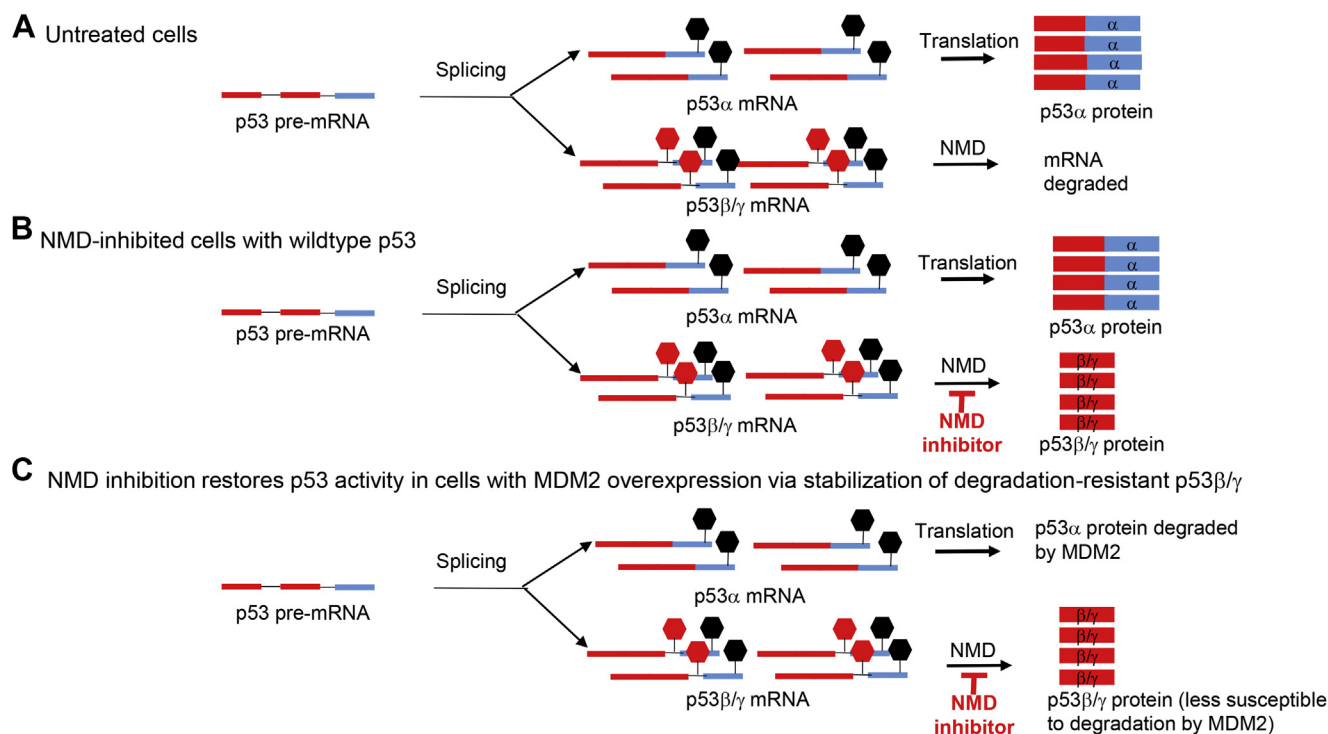 A Untreated cells
Splicing
p53 pre-mRNA
p53α mRNA
Translation
α
α
α
α
p53α protein
p53β/γ mRNA
NMD
mRNA
degraded
B NMD-inhibited cells with wildtype p53
Splicing
p53 pre-mRNA
p53α mRNA
Translation
α
α
α
α
p53α protein
p53β/γ mRNA
NMD
NMD
inhibitor
β/γ
β/γ
β/γ
β/γ
p53β/γ protein
C NMD inhibition restores p53 activity in cells with MDM2 overexpression via stabilization of degradation-resistant p53β/γ
Splicing
p53 pre-mRNA
p53α mRNA
Translation
p53α protein degraded
by MDM2
p53β/γ mRNA
NMD
NMD
inhibitor
β/γ
β/γ
β/γ
β/γ
p53β/γ protein (less susceptible
to degradation by MDM2)